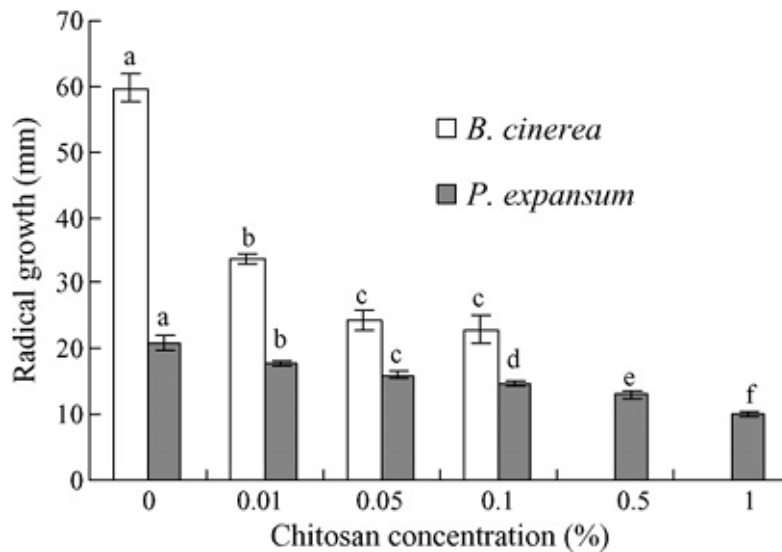 70
60
50
40
30
20
10
0
Radical growth (mm)
a
a
b
b
c
c
c
d
e
f
B. cinerea
P. expansum
0 0.01 0.05 0.1 0.5 1
Chitosan concentration (%)